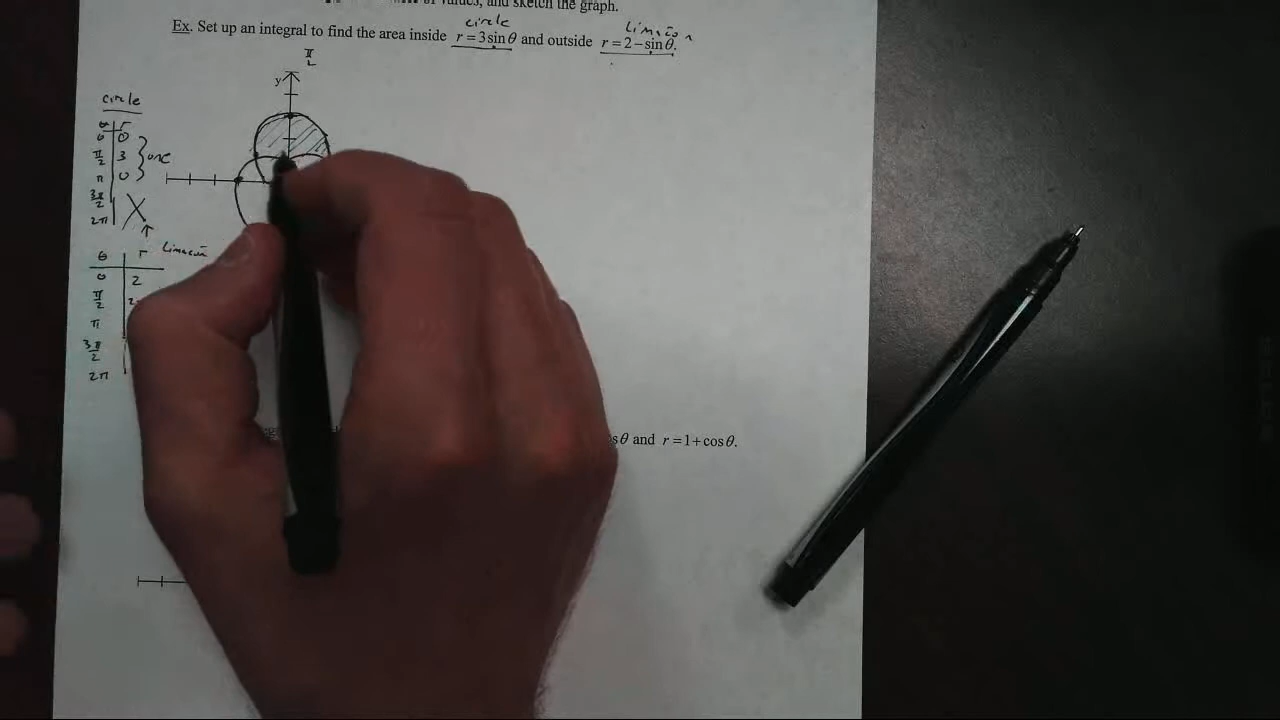 values, and sketch the graph.
circle Limaçon
Ex. Set up an integral to find the area inside r = 3sinθ and outside r = 2−sinθ.
π/2
y
circle
θ r
0 0
π/2 3 } one
π 0
3π/2
2π
Limaçon
θ r
0 2
π/2
π
3π/2
2π
sθ and r = 1+cosθ.